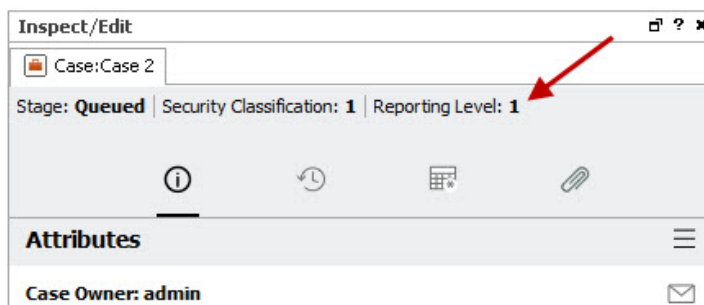 Inspect/Edit ?
Case:Case 2
Stage: Queued Security Classification: 1 Reporting Level: 1
Attributes
Case Owner: admin